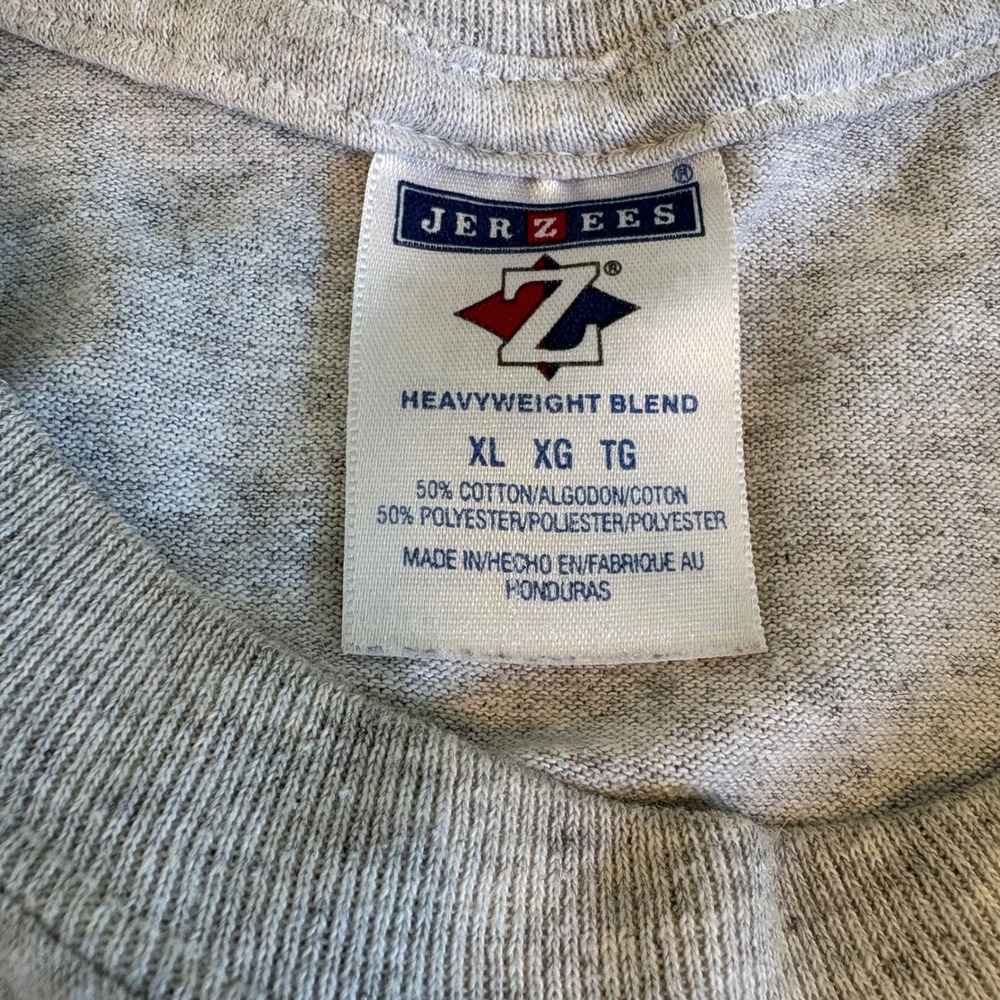 ®
JERZEES
Z®
HEAVYWEIGHT BLEND
XL XG TG
50% COTTON/ALGODON/COTON
50% POLYESTER/POLIESTER/POLYESTER
MADE IN/HECHO EN/FABRIQUE AU
HONDURAS